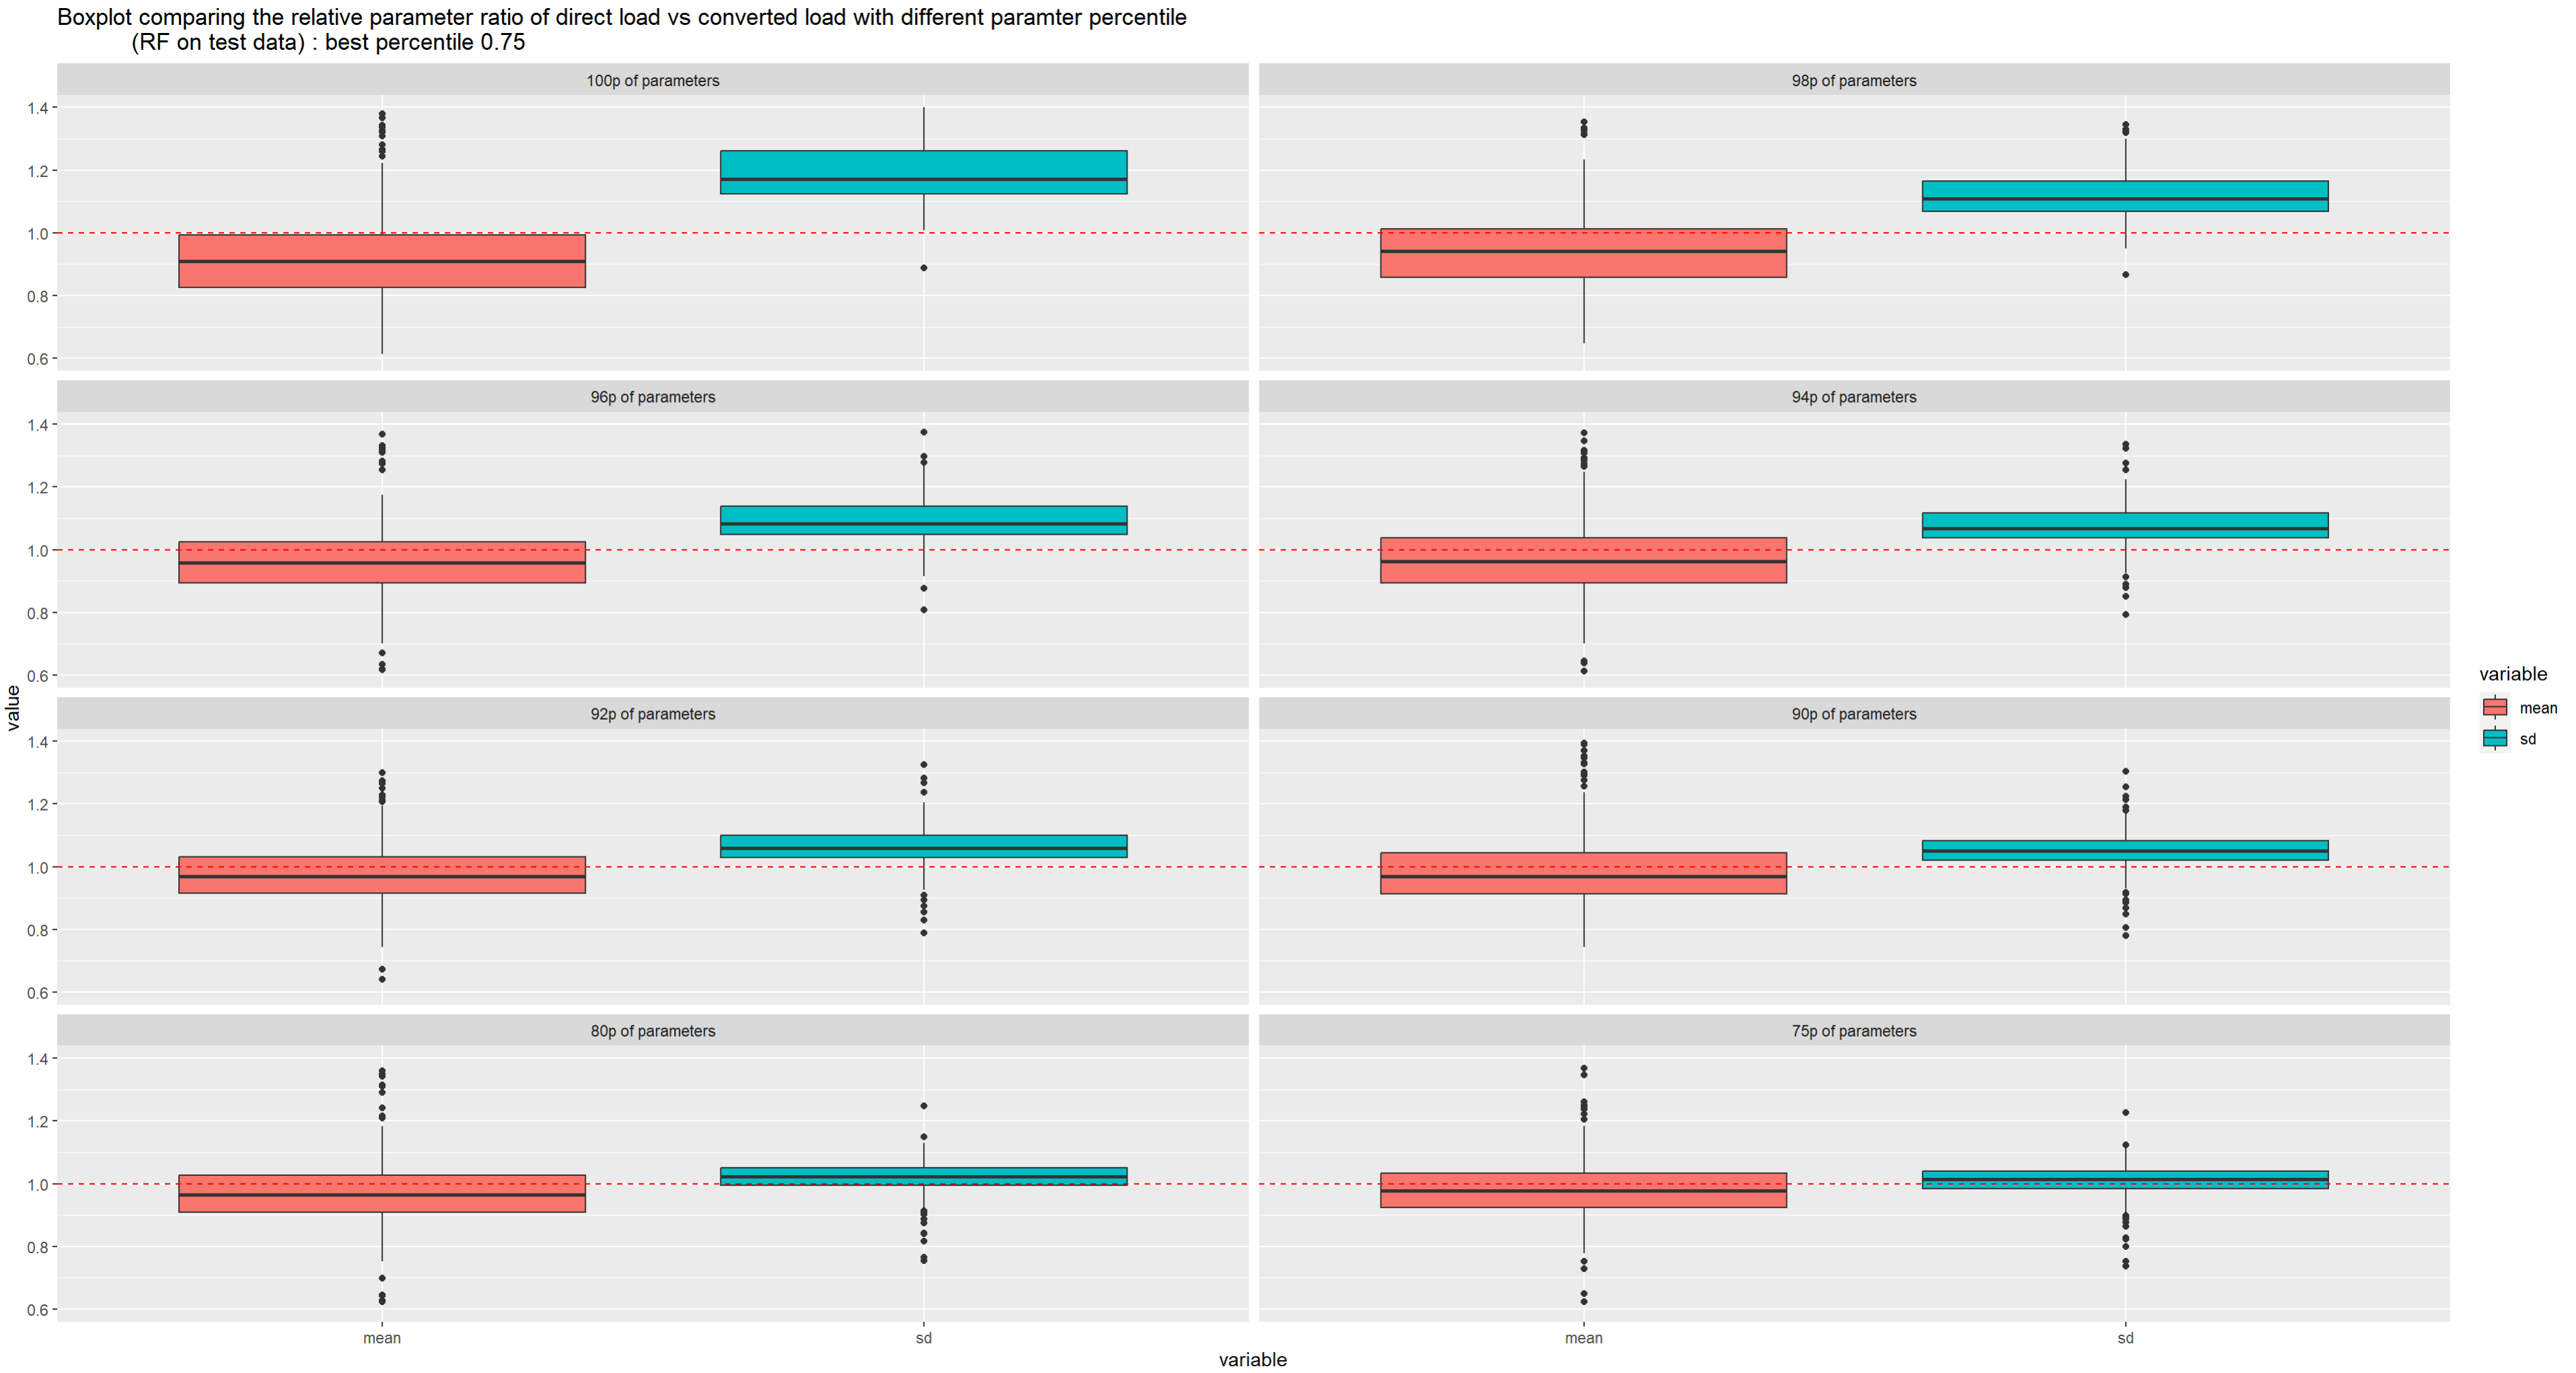 Boxplot comparing the relative parameter ratio of direct load vs converted load with different paramter percentile
(RF on test data) : best percentile 0.75
100p of parameters
98p of parameters
1.4
1.2
1.0
0.8
0.6
96p of parameters
94p of parameters
1.4
1.2
1.0
0.8
0.6
92p of parameters
90p of parameters
1.4
1.2
1.0
0.8
0.6
80p of parameters
75p of parameters
1.4
1.2
1.0
0.8
0.6
mean
sd
mean
sd
variable
value
variable
mean
sd